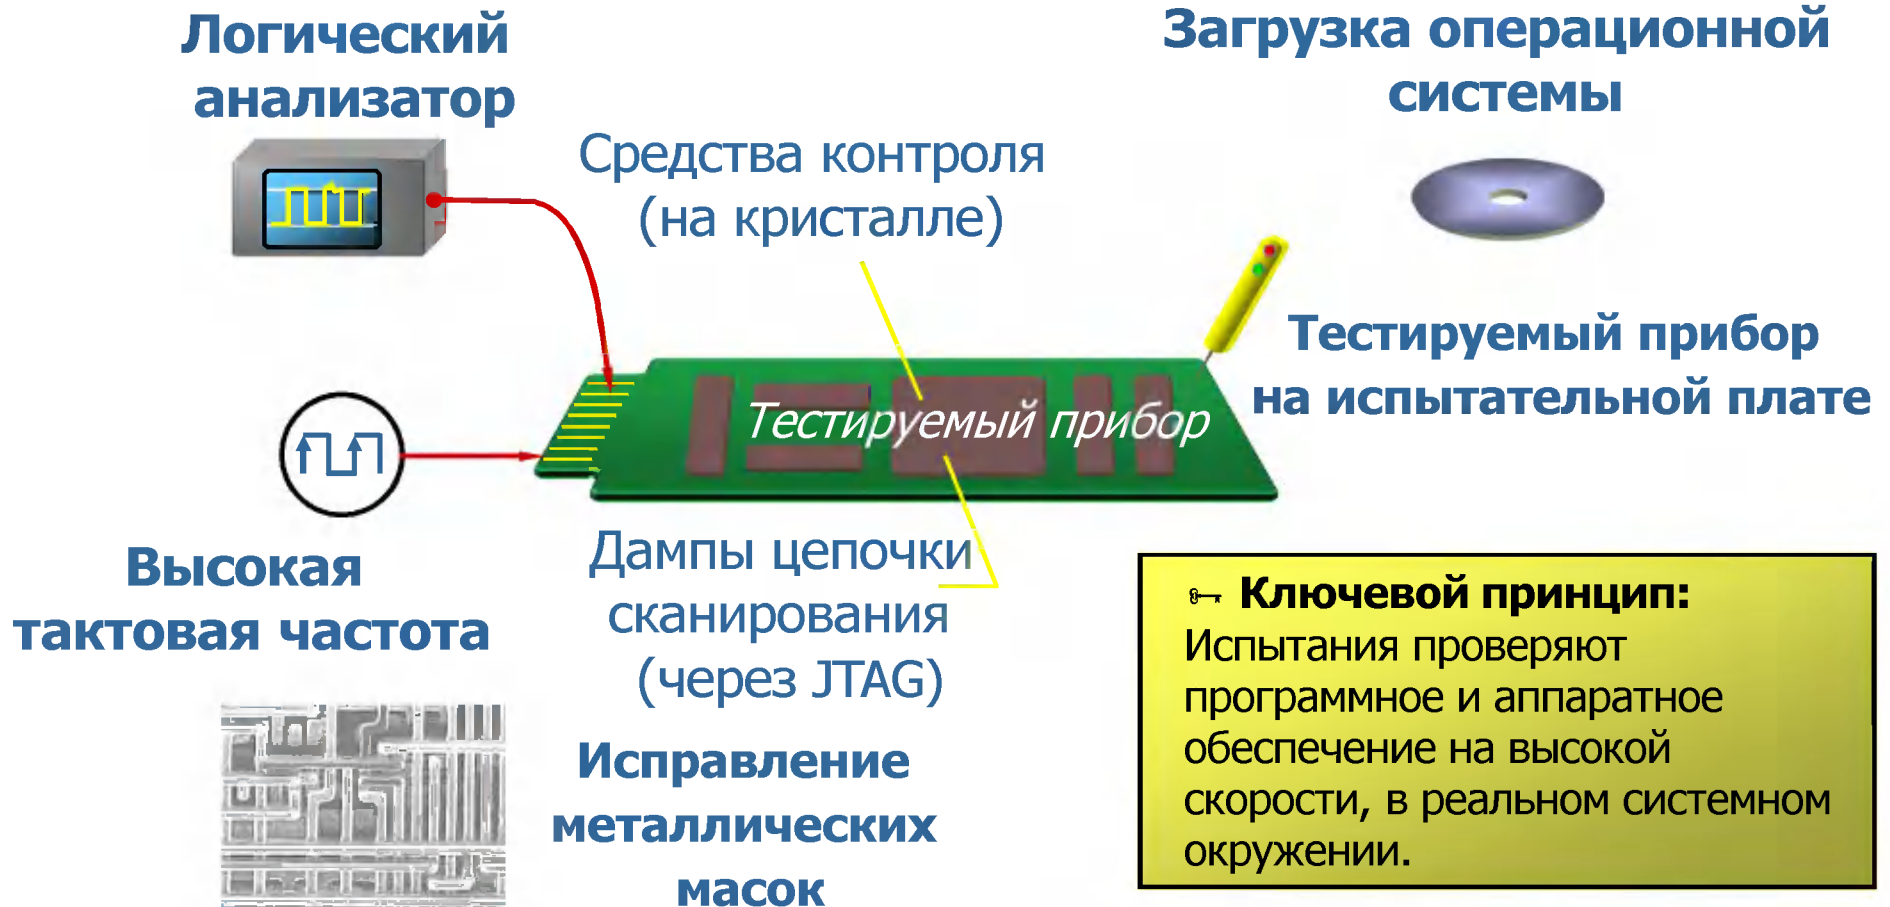 Логический
анализатор
Загрузка операционной
системы
Средства контроля
(на кристалле)
Тестируемый прибор
на испытательной плате
Тестируемый прибор
Высокая
тактовая частота
Дампы цепочки
сканирования
(через JTAG)
Исправление
металлических
масок
Ключевой принцип:
Испытания проверяют
программное и аппаратное
обеспечение на высокой
скорости, в реальном системном
окружении.